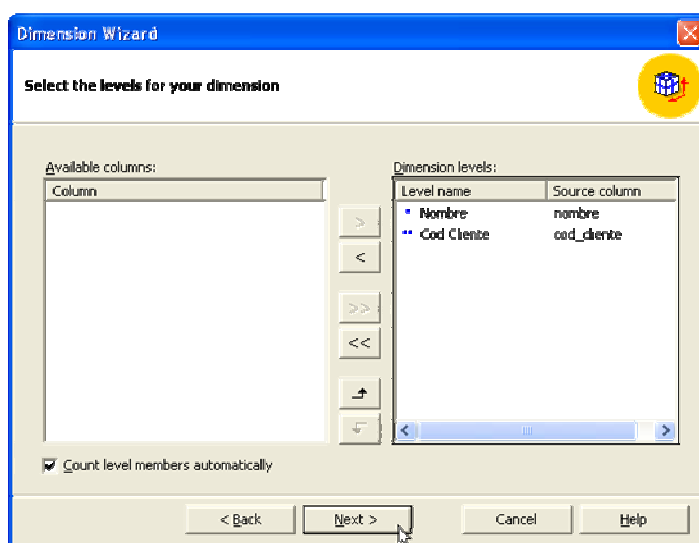 Dimension Wizard
Select the levels for your dimension
Available columns:
Column
>
<
>>
<<
Dimension levels:
Level name Source column
Nombre nombre
Cod Cliente cod_cliente
Count level members automatically
< Back Next > Cancel Help